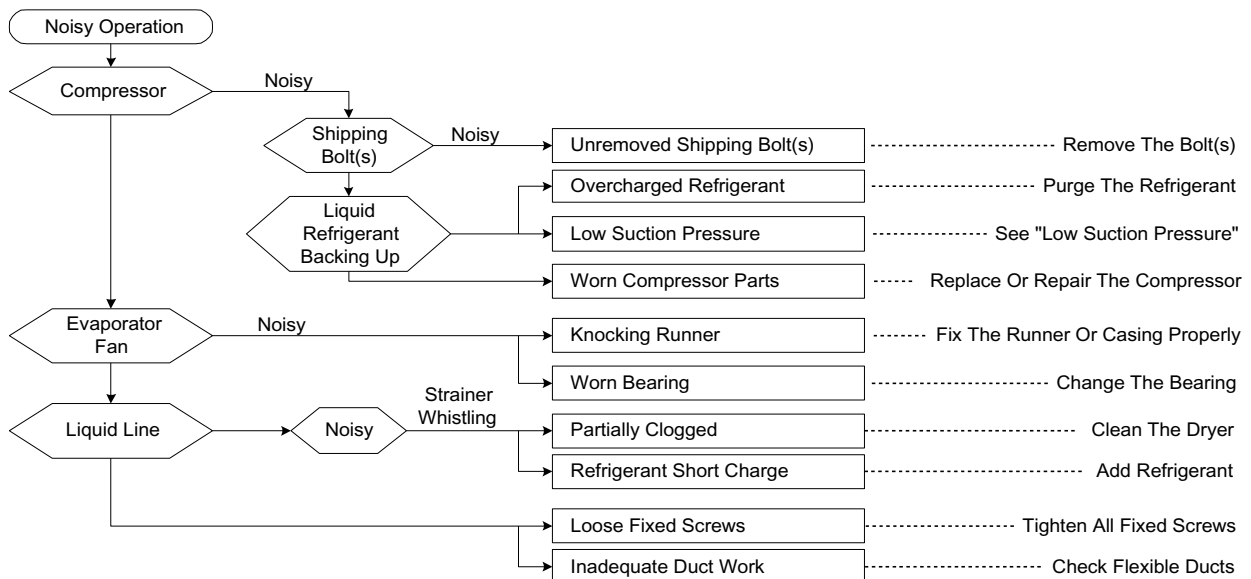 Noisy Operation
Compressor
Noisy
Shipping
Bolt(s)
Noisy
Unremoved Shipping Bolt(s)
Remove The Bolt(s)
Overcharged Refrigerant
Purge The Refrigerant
Liquid
Refrigerant
Backing Up
Low Suction Pressure
See "Low Suction Pressure"
Worn Compressor Parts
Replace Or Repair The Compressor
Evaporator
Fan
Noisy
Knocking Runner
Fix The Runner Or Casing Properly
Worn Bearing
Change The Bearing
Liquid Line
Noisy
Strainer
Whistling
Partially Clogged
Clean The Dryer
Refrigerant Short Charge
Add Refrigerant
Loose Fixed Screws
Tighten All Fixed Screws
Inadequate Duct Work
Check Flexible Ducts